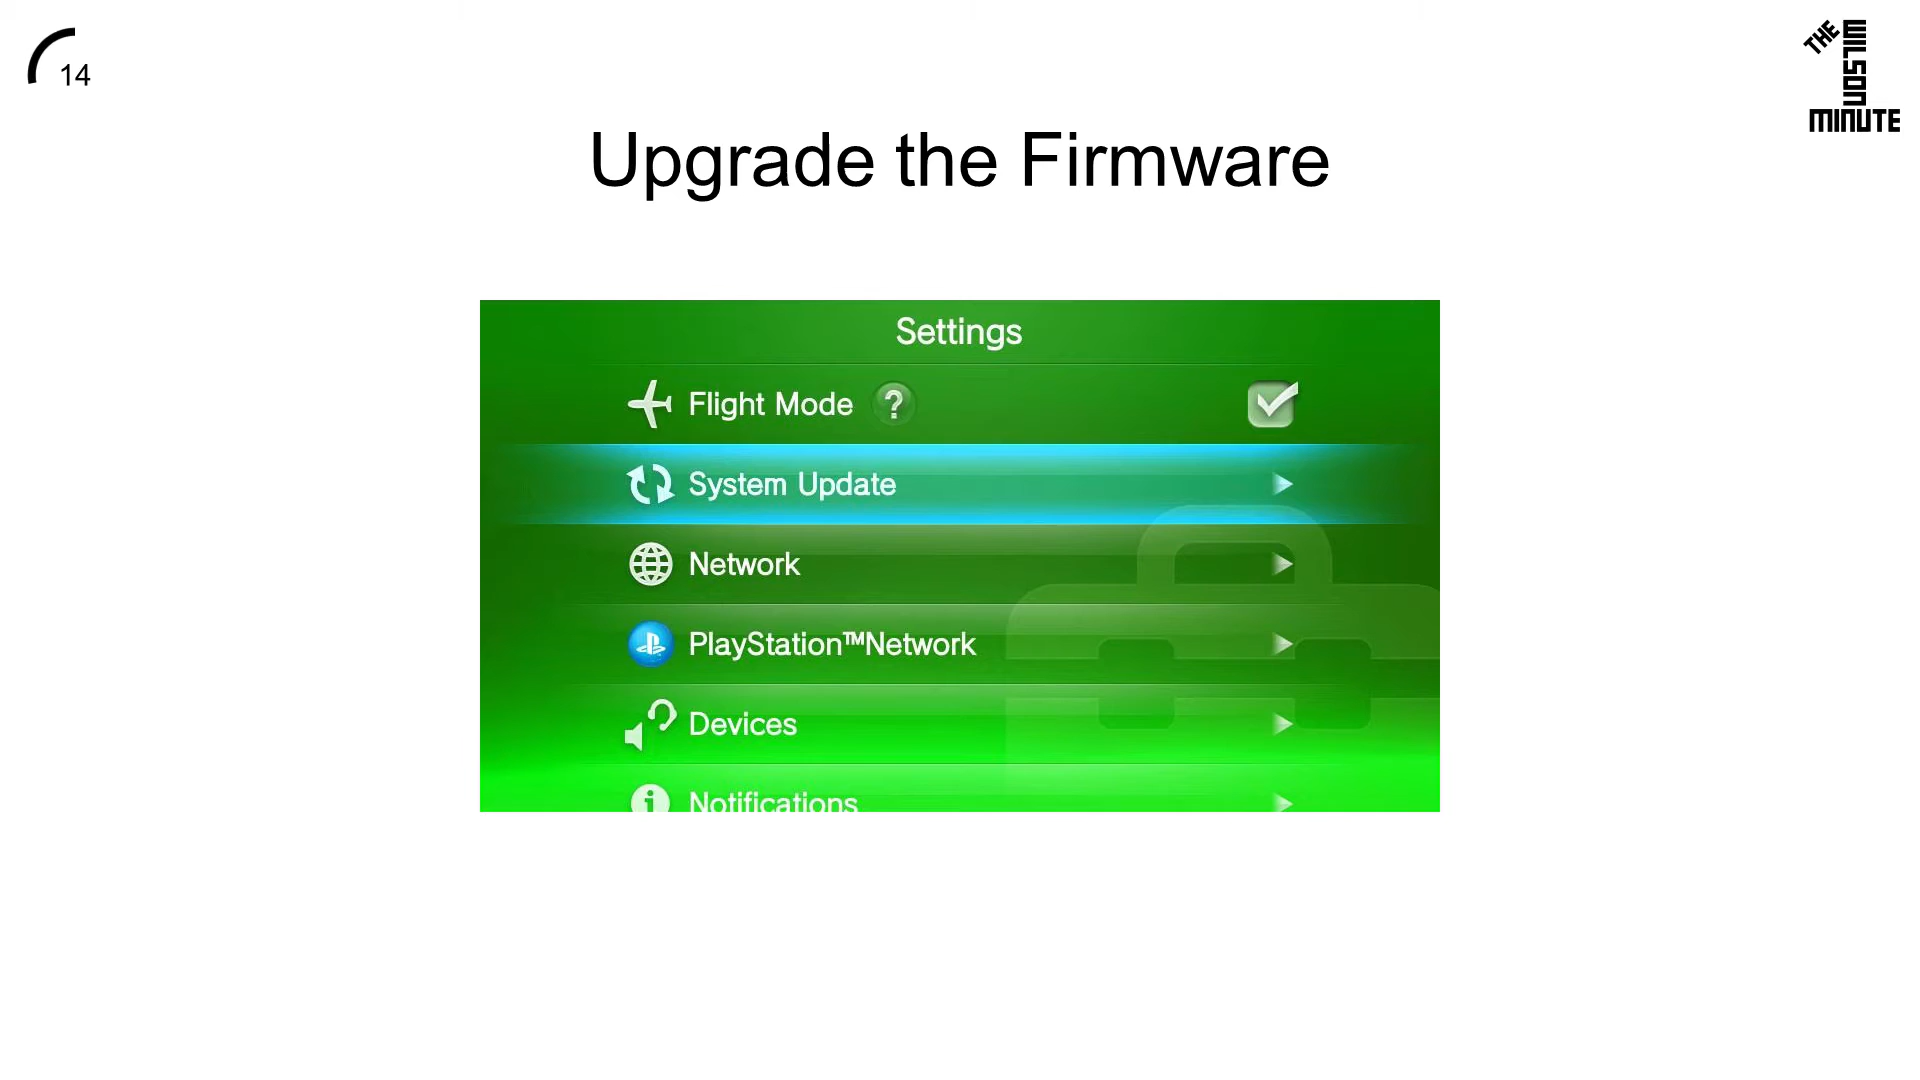 14
THE
WILSON
MINUTE
Upgrade the Firmware
Settings
Flight Mode ?
System Update
Network
PlayStation™Network
Devices
Notifications